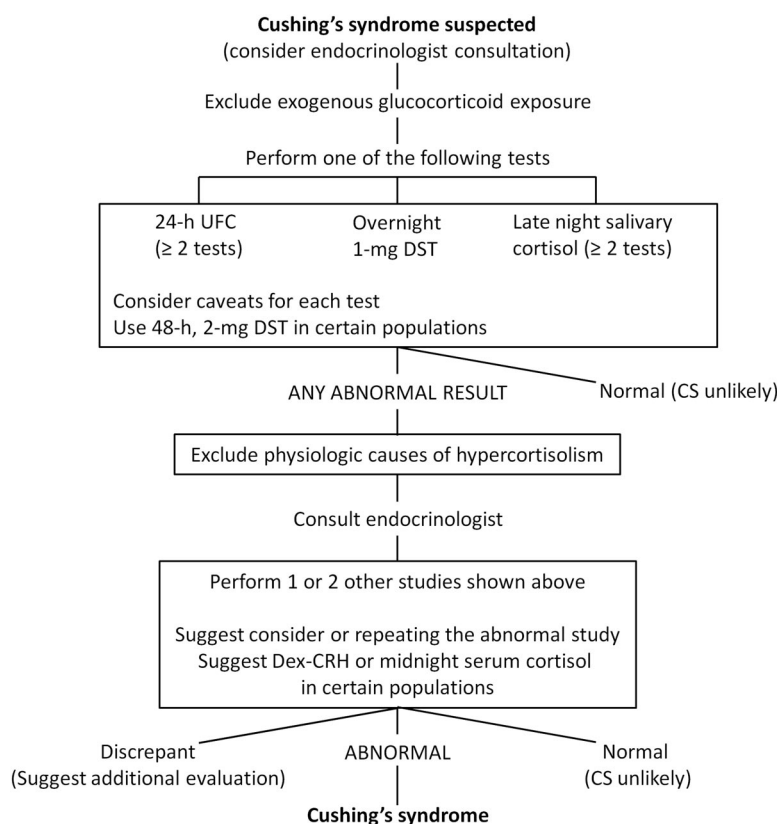 Cushing’s syndrome suspected
(consider endocrinologist consultation)
Exclude exogenous glucocorticoid exposure
Perform one of the following tests
24-h UFC
(≥ 2 tests)
Overnight
1-mg DST
Late night salivary
cortisol (≥ 2 tests)
Consider caveats for each test
Use 48-h, 2-mg DST in certain populations
ANY ABNORMAL RESULT
Normal (CS unlikely)
Exclude physiologic causes of hypercortisolism
Consult endocrinologist
Perform 1 or 2 other studies shown above
Suggest consider or repeating the abnormal study
Suggest Dex-CRH or midnight serum cortisol
in certain populations
Discrepant
(Suggest additional evaluation)
ABNORMAL
Normal
(CS unlikely)
Cushing’s syndrome